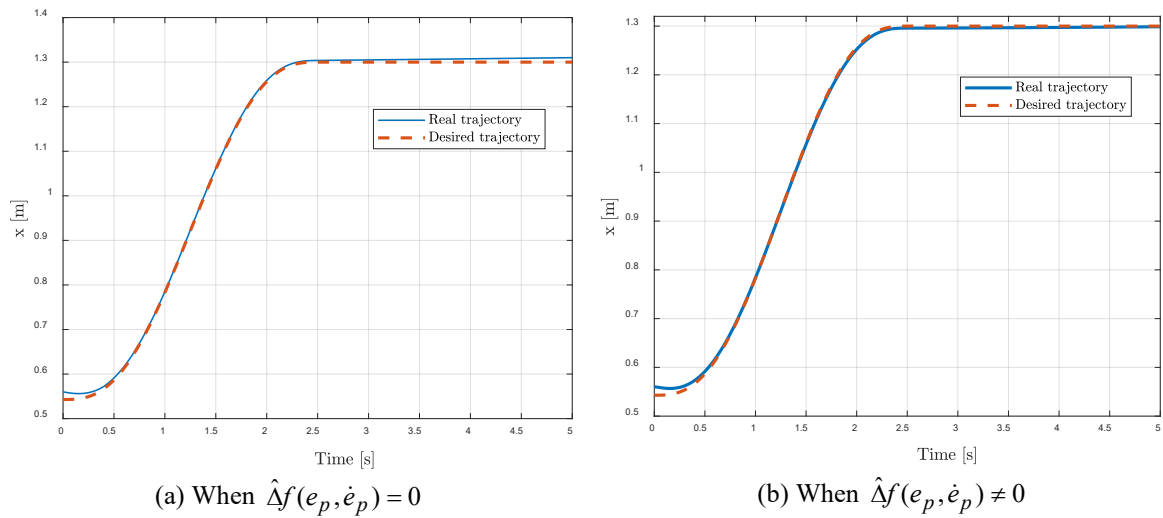 1.4
1.3
1.2
1.1
1
0.9
0.8
0.7
0.6
0.5
x [m]
0 0.5 1 1.5 2 2.5 3 3.5 4 4.5 5
Time [s]
Real trajectory
Desired trajectory
(a) When Δ̂f(e_p, ė_p) = 0
1.3
1.2
1.1
1
0.9
0.8
0.7
0.6
0.5
x [m]
0 0.5 1 1.5 2 2.5 3 3.5 4 4.5 5
Time [s]
Real trajectory
Desired trajectory
(b) When Δ̂f(e_p, ė_p) ≠ 0